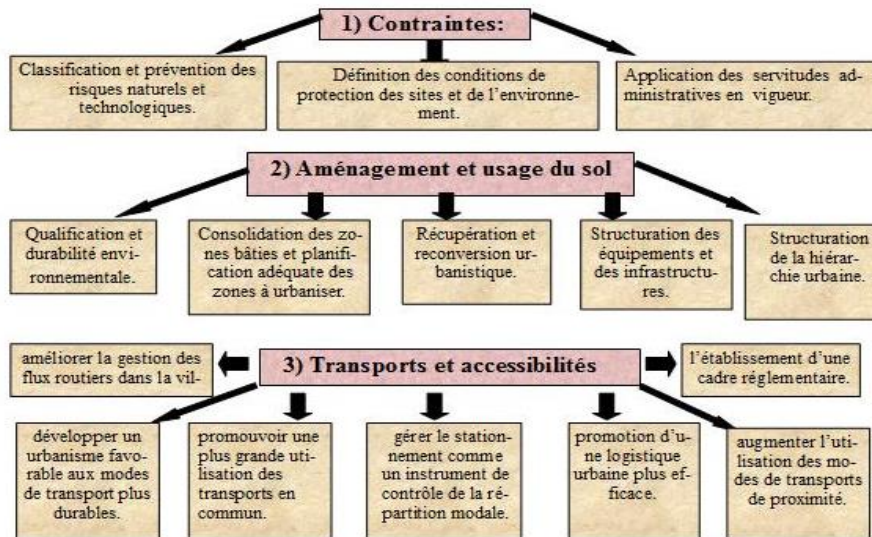 1) Contraintes:
Classification et prévention des
risques naturels et
technologiques.
Définition des conditions de
protection des sites et de l'environne-
ment.
Application des servitudes ad-
ministratives en vigueur.
2) Aménagement et usage du sol
Qualification et
durabilité envi-
ronnementale.
Consolidation des zo-
nes bâties et planifi-
cation adéquate des
zones à urbaniser.
Récupération et
reconversion ur-
banistique.
Structuration des
équipements et
des infrastructu-
res.
Structuration
de la hiérar-
chie urbaine.
améliorer la gestion des
flux routiers dans la vil-
3) Transports et accessibilités
l'établissement d'une
cadre réglementaire.
développer un
urbanisme favo-
rable aux modes
de transport plus
durables.
promouvoir une
plus grande uti-
lisation des
transports en
commun.
gérer le station-
nement comme
un instrument de
contrôle de la ré-
partition modale.
promotion d'u-
ne logistique
urbaine plus ef-
ficace.
augmenter l'uti-
lisation des mo-
des de transports
de proximité.